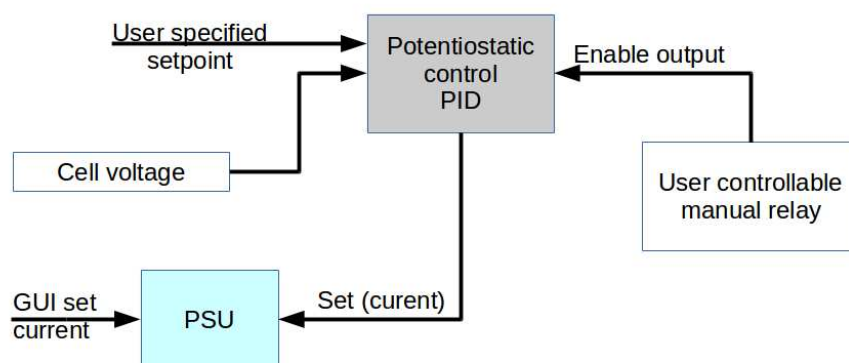 User specified
setpoint
Potentiostatic
control
PID
Enable output
Cell voltage
User controllable
manual relay
GUI set
current
PSU
Set (curent)